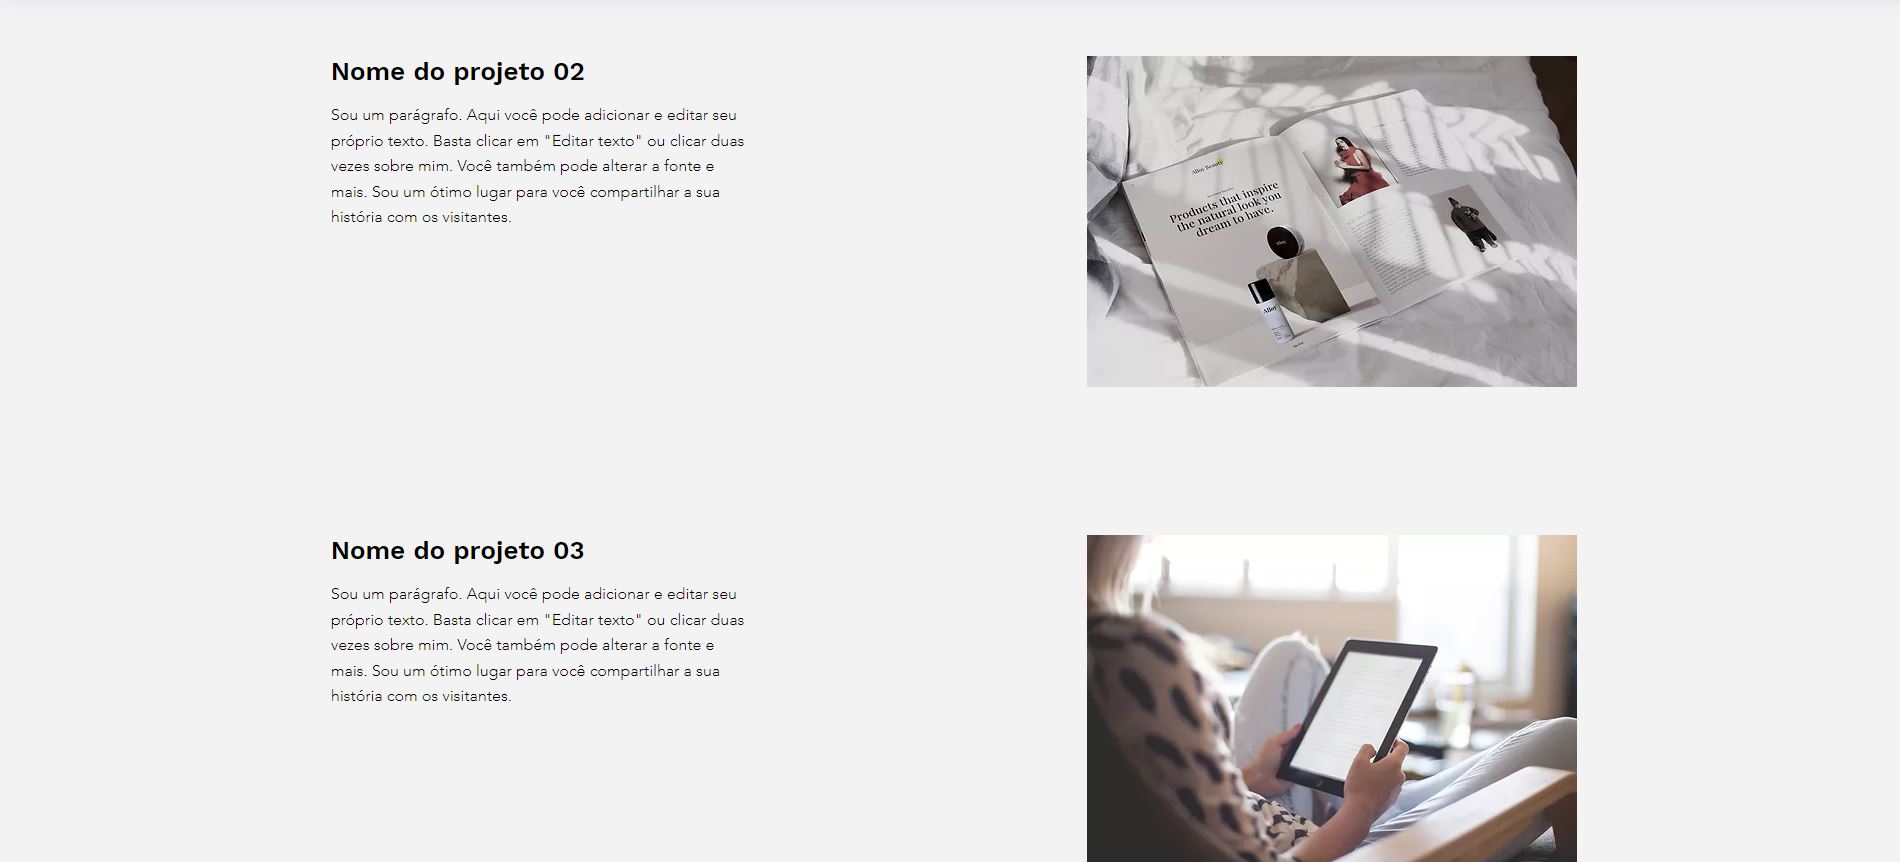 Nome do projeto 02
Sou um parágrafo. Aqui você pode adicionar e editar seu
próprio texto. Basta clicar em "Editar texto" ou clicar duas
vezes sobre mim. Você também pode alterar a fonte e
mais. Sou um ótimo lugar para você compartilhar a sua
história com os visitantes.
Alloy Beauty
Products that inspire
the natural look you
dream to have.
Alloy
Alloy
Nome do projeto 03
Sou um parágrafo. Aqui você pode adicionar e editar seu
próprio texto. Basta clicar em "Editar texto" ou clicar duas
vezes sobre mim. Você também pode alterar a fonte e
mais. Sou um ótimo lugar para você compartilhar a sua
história com os visitantes.